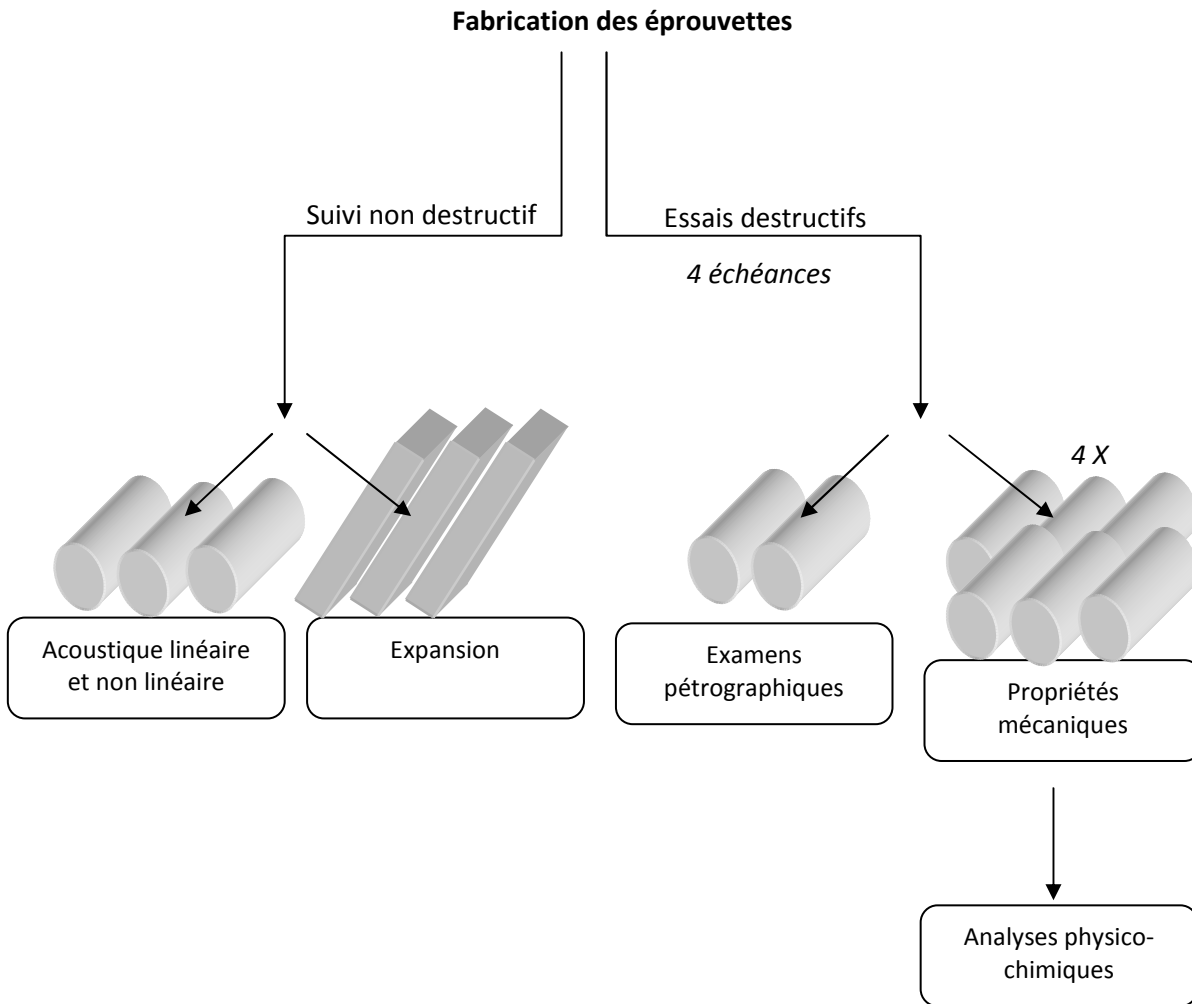 Fabrication des éprouvettes
Suivi non destructif
Essais destructifs
4 échéances
4 X
Acoustique linéaire
et non linéaire
Expansion
Examens
pétrographiques
Propriétés
mécaniques
Analyses physico-
chimiques